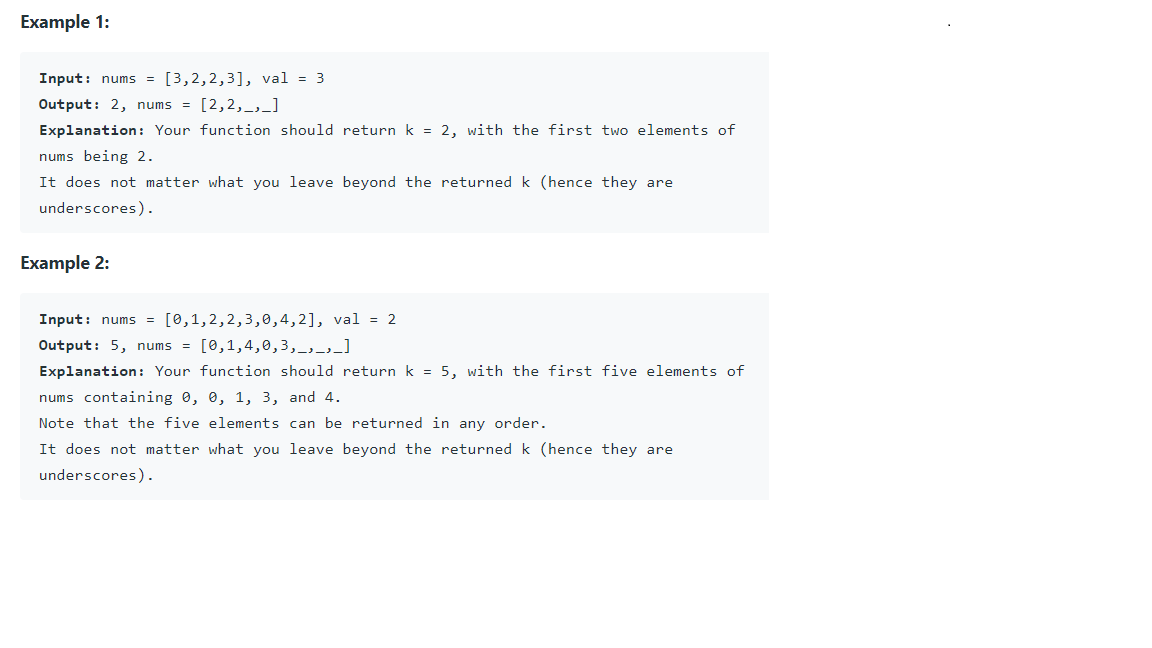 Example 1:
Input: nums = [3,2,2,3], val = 3
Output: 2, nums = [2,2,_,_]
Explanation: Your function should return k = 2, with the first two elements of
nums being 2.
It does not matter what you leave beyond the returned k (hence they are
underscores).
Example 2:
Input: nums = [0,1,2,2,3,0,4,2], val = 2
Output: 5, nums = [0,1,4,0,3,_,_,_]
Explanation: Your function should return k = 5, with the first five elements of
nums containing 0, 0, 1, 3, and 4.
Note that the five elements can be returned in any order.
It does not matter what you leave beyond the returned k (hence they are
underscores).